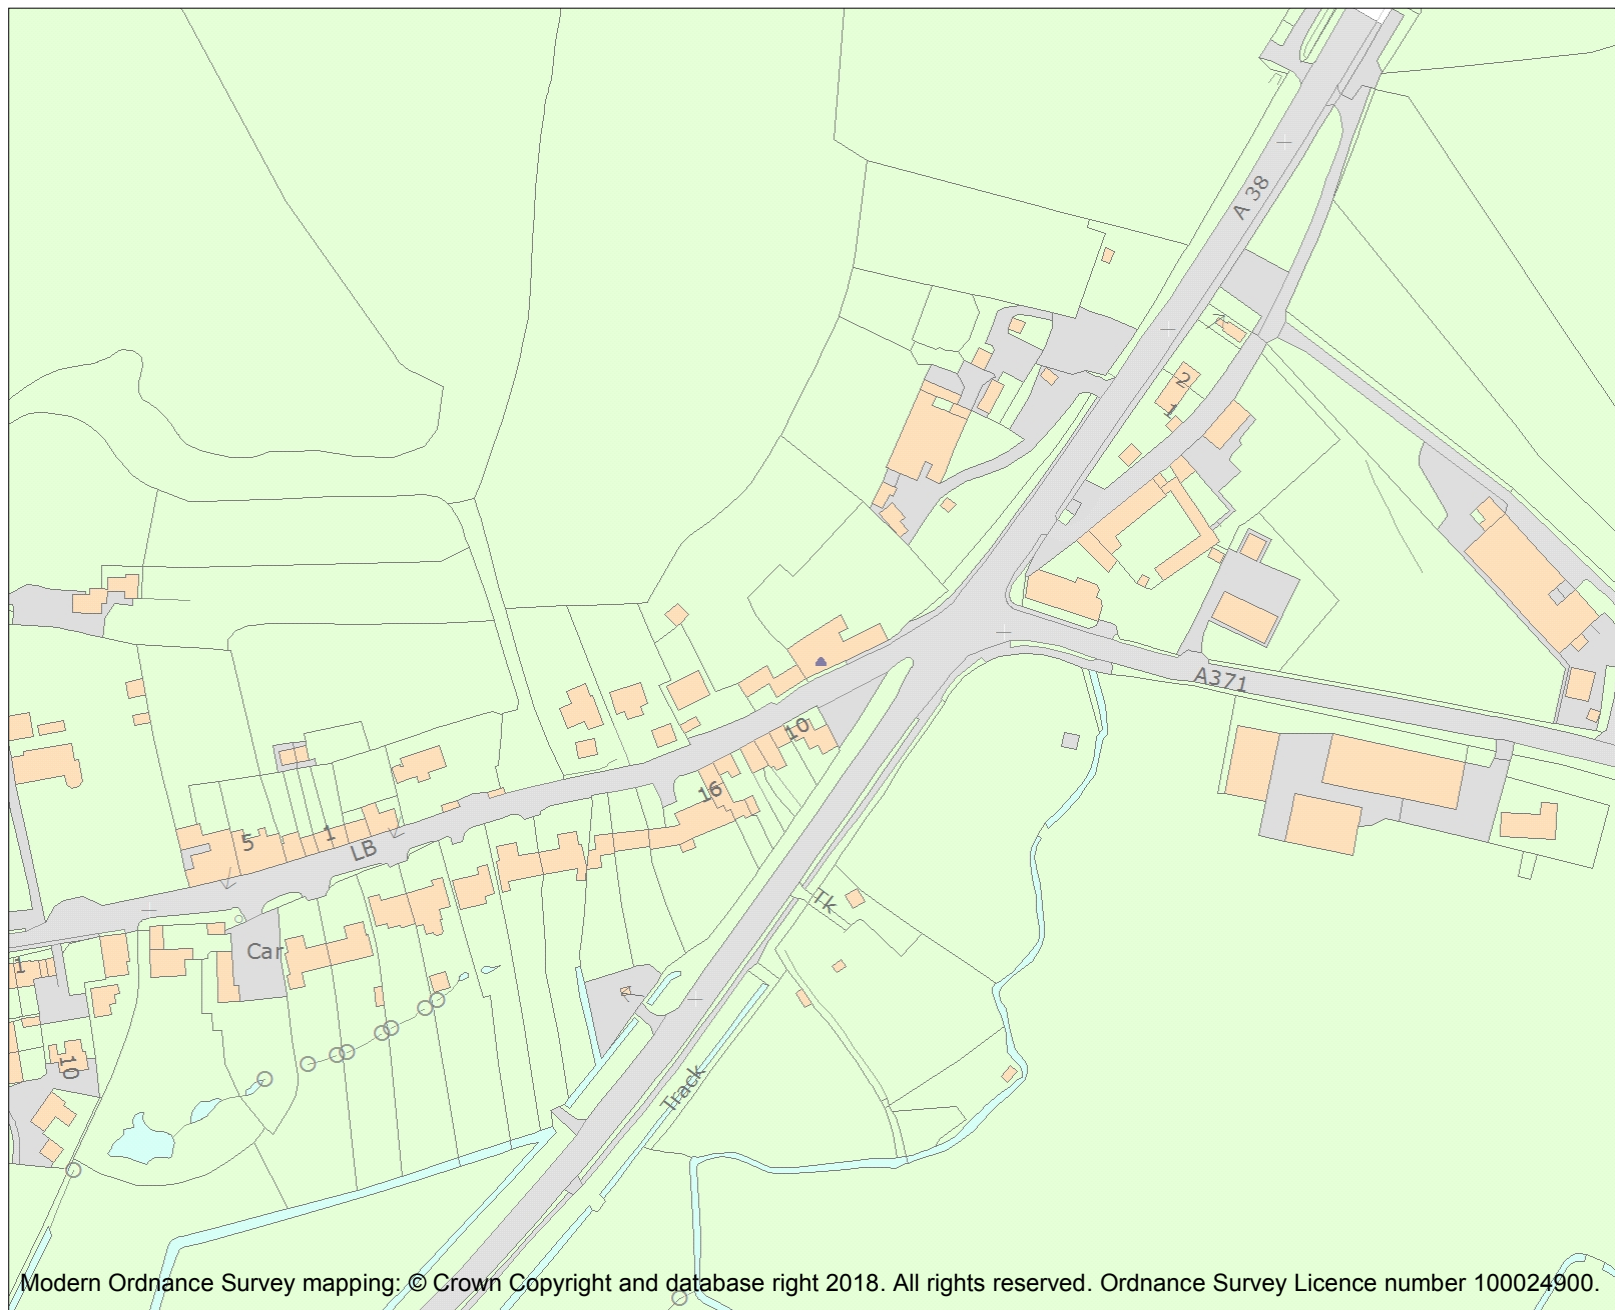 A 38
2
1
A371
10
16
5
1
LB
Tk
Car
1
10
Track
Modern Ordnance Survey mapping: © Crown Copyright and database right 2018. All rights reserved. Ordnance Survey Licence number 100024900.